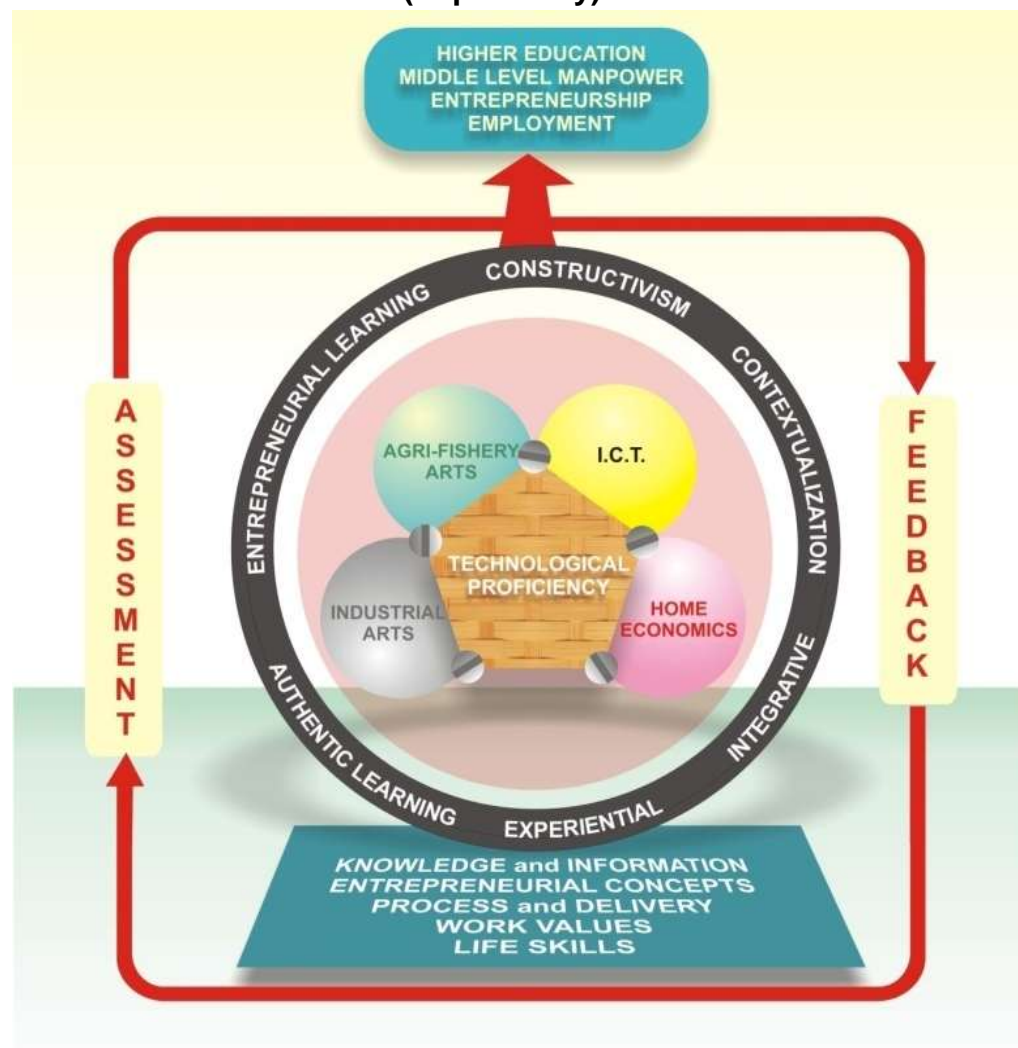 HIGHER EDUCATION
MIDDLE LEVEL MANPOWER
ENTREPRENEURSHIP
EMPLOYMENT
ENTREPRENEURIAL LEARNING
CONSTRUCTIVISM
CONTEXTUALIZATION
INTEGRATIVE
EXPERIENTIAL
AUTHENTIC LEARNING
ASSESSMENT
FEEDBACK
AGRI-FISHERY
ARTS
I.C.T.
TECHNOLOGICAL
PROFICIENCY
INDUSTRIAL
ARTS
HOME
ECONOMICS
KNOWLEDGE and INFORMATION
ENTREPRENEURIAL CONCEPTS
PROCESS and DELIVERY
WORK VALUES
LIFE SKILLS